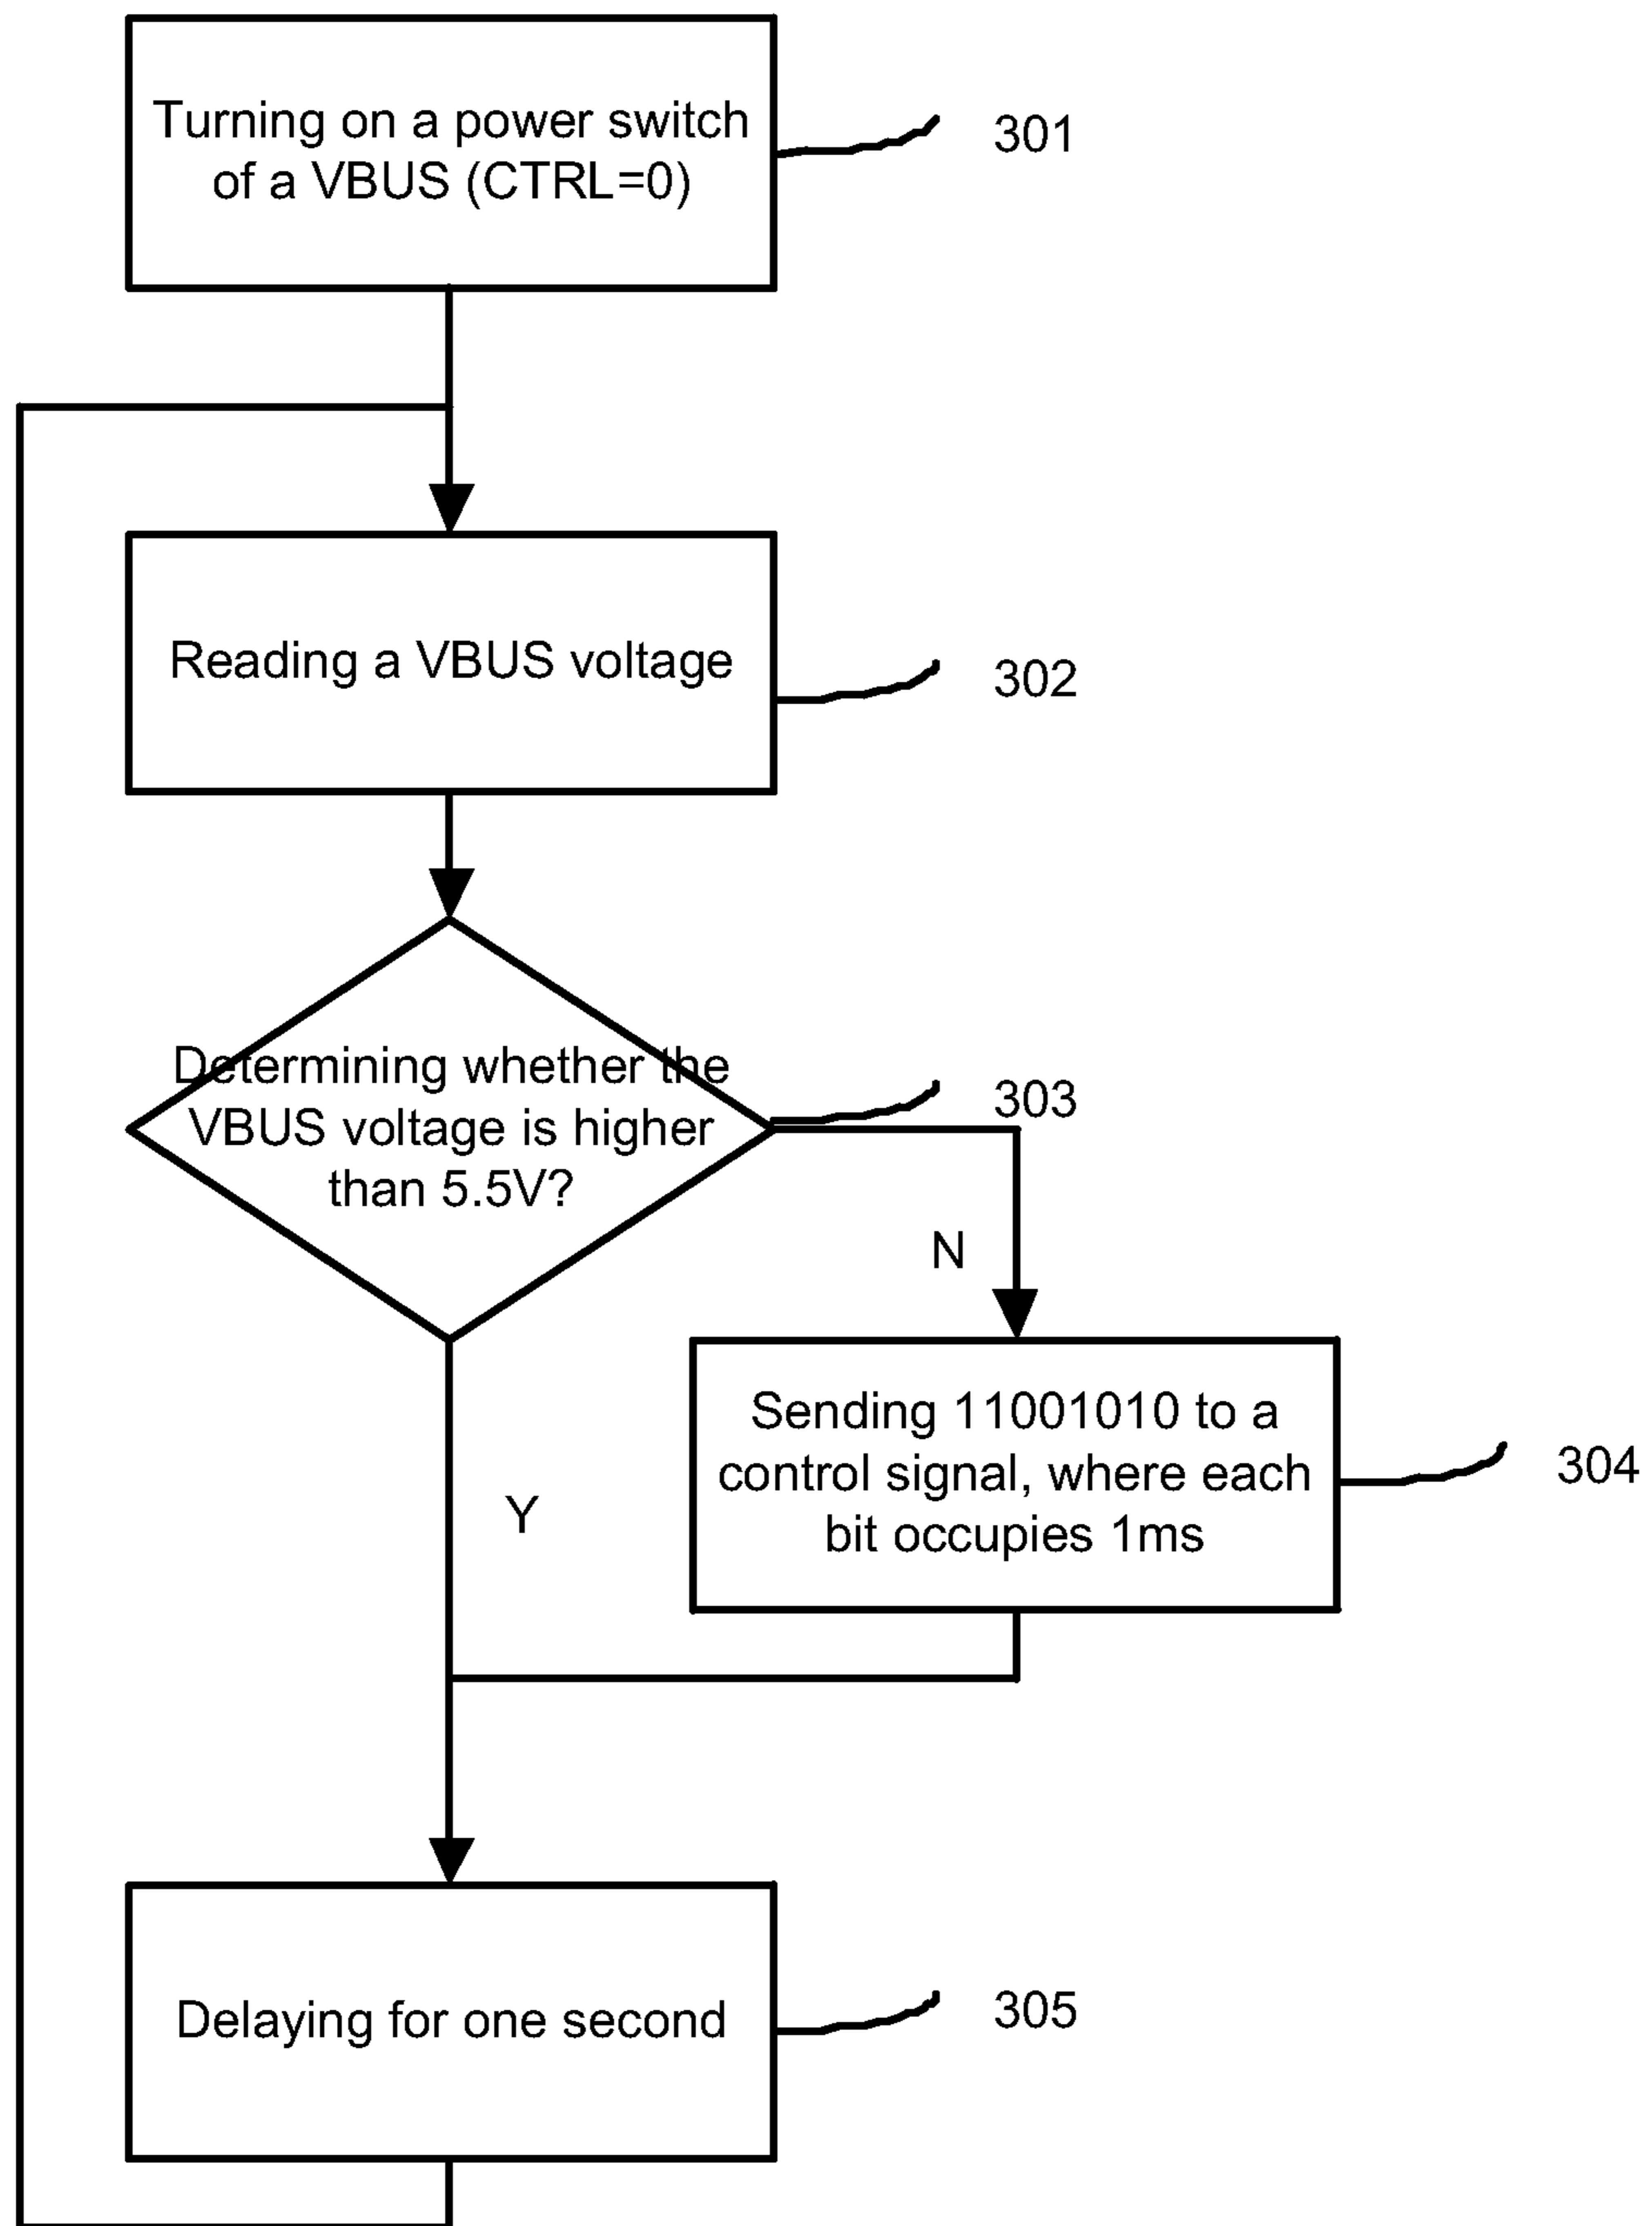 Turning on a power switch
of a VBUS (CTRL=0)
301
Reading a VBUS voltage
302
Determining whether the
VBUS voltage is higher
than 5.5V?
303
N
Sending 11001010 to a
control signal, where each
bit occupies 1ms
304
Y
Delaying for one second
305